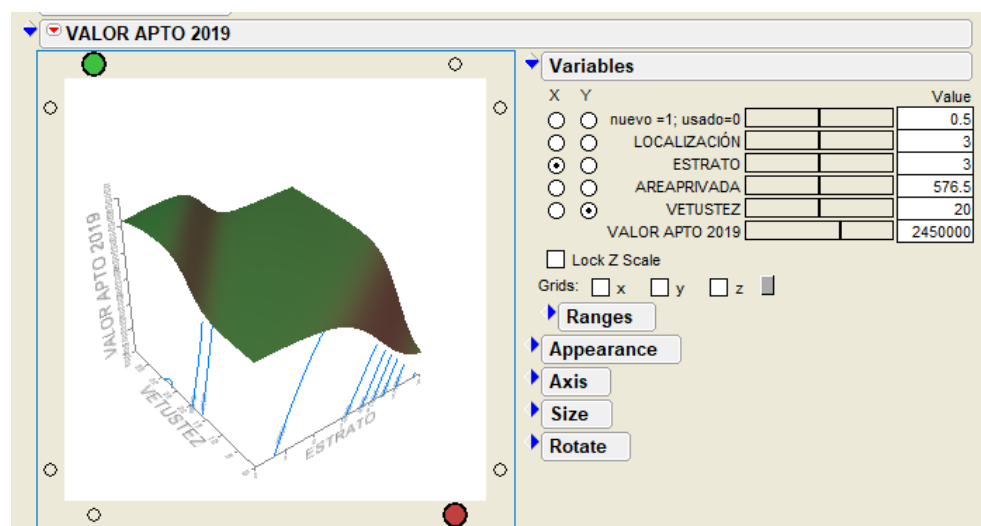 VALOR APTO 2019
Variables
X Y Value
nuevo =1; usado=0 0.5
LOCALIZACIÓN 3
ESTRATO 3
AREAPRIVADA 576.5
VETUSTEZ 20
VALOR APTO 2019 2450000
Lock Z Scale
Grids: x y z
Ranges
Appearance
Axis
Size
Rotate
VALOR APTO 2019
VETUSTEZ
ESTRATO